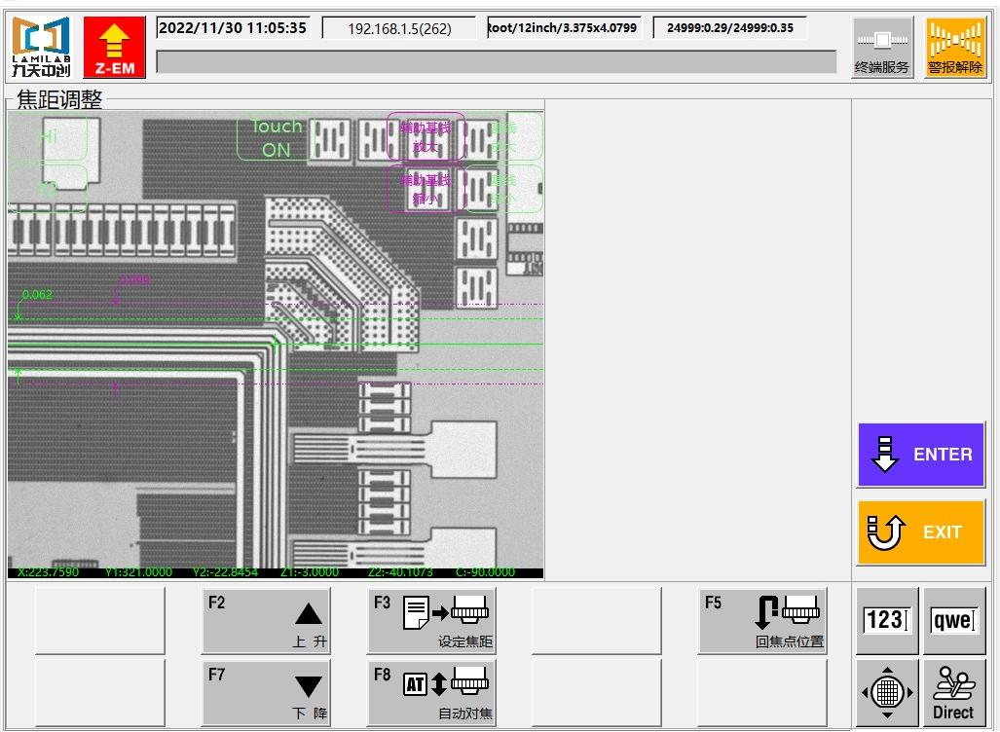 LAMILAB
九天中创
Z-EM
2022/11/30 11:05:35
192.168.1.5(262)
Root/12inch/3.375x4.0799
24999:0.29/24999:0.35
终端服务
警报解除
焦距调整
Hi
Touch
ON
辅助基线
放大
基线
放大
辅助基线
缩小
基线
缩小
0.062
X:223.7590
Y1:321.0000
Y2:-22.8454
Z1:-3.0000
Z2:-40.1073
C:-90.0000
ENTER
EXIT
F2
上 升
F3
设定焦距
F5
回焦点位置
123
qwe
F7
下 降
F8
AT
自动对焦
Direct